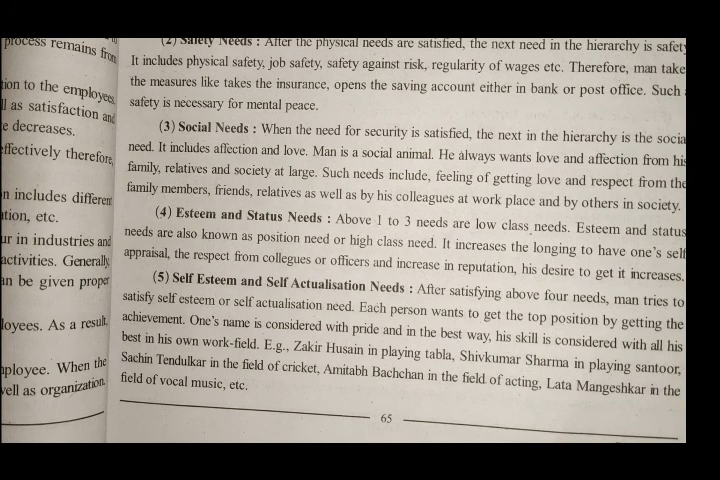 process remains from
tion to the employees
ll as satisfaction and
e decreases.
effectively therefore,
n includes different
ation, etc.
ur in industries and
activities. Generally
an be given proper
loyees. As a result,
mployee. When the
well as organization.
(2) Safety Needs : After the physical needs are satisfied, the next need in the hierarchy is safety
It includes physical safety, job safety, safety against risk, regularity of wages etc. Therefore, man take
the measures like takes the insurance, opens the saving account either in bank or post office. Such
safety is necessary for mental peace.
(3) Social Needs : When the need for security is satisfied, the next in the hierarchy is the socia
need. It includes affection and love. Man is a social animal. He always wants love and affection from his
family, relatives and society at large. Such needs include, feeling of getting love and respect from the
family members, friends, relatives as well as by his colleagues at work place and by others in society.
(4) Esteem and Status Needs : Above 1 to 3 needs are low class needs. Esteem and status
needs are also known as position need or high class need. It increases the longing to have one's self
appraisal, the respect from collegues or officers and increase in reputation, his desire to get it increases.
(5) Self Esteem and Self Actualisation Needs : After satisfying above four needs, man tries to
satisfy self esteem or self actualisation need. Each person wants to get the top position by getting the
achievement. One's name is considered with pride and in the best way, his skill is considered with all his
best in his own work-field. E.g., Zakir Husain in playing tabla, Shivkumar Sharma in playing santoor,
Sachin Tendulkar in the field of cricket, Amitabh Bachchan in the field of acting, Lata Mangeshkar in the
field of vocal music, etc.
65